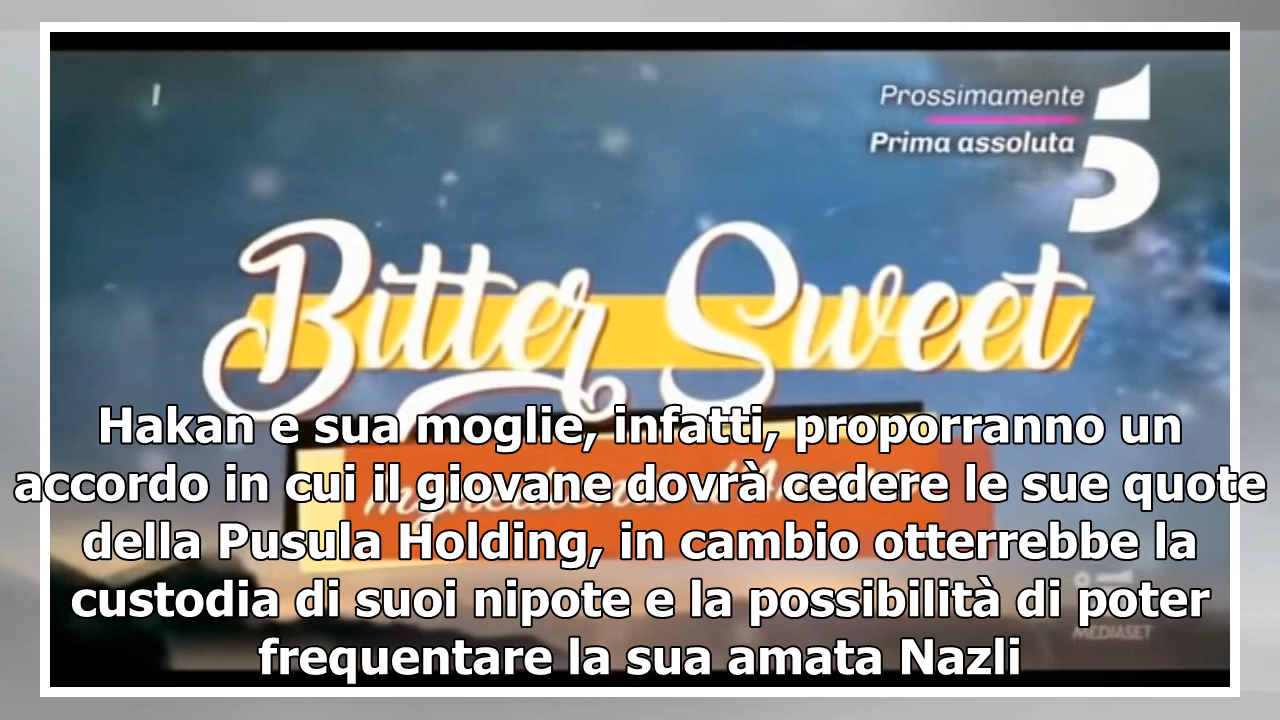 Prossimamente
Prima assoluta
5
Bitter Sweet
Hakan e sua moglie, infatti, proporranno un
accordo in cui il giovane dovrà cedere le sue quote
della Pusula Holding, in cambio otterrebbe la
custodia di suoi nipote e la possibilità di poter
frequentare la sua amata Nazli
MEDIASET